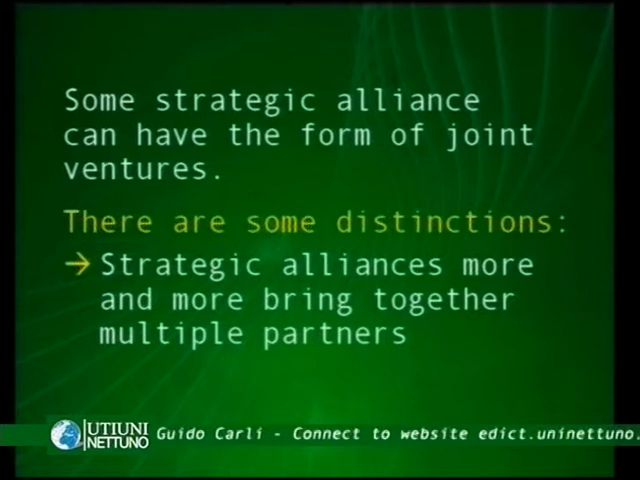 Some strategic alliance
can have the form of joint
ventures.
There are some distinctions:
→ Strategic alliances more
and more bring together
multiple partners
UTIUNI
NETTUNO
Guido Carli - Connect to website edict.uninettuno.